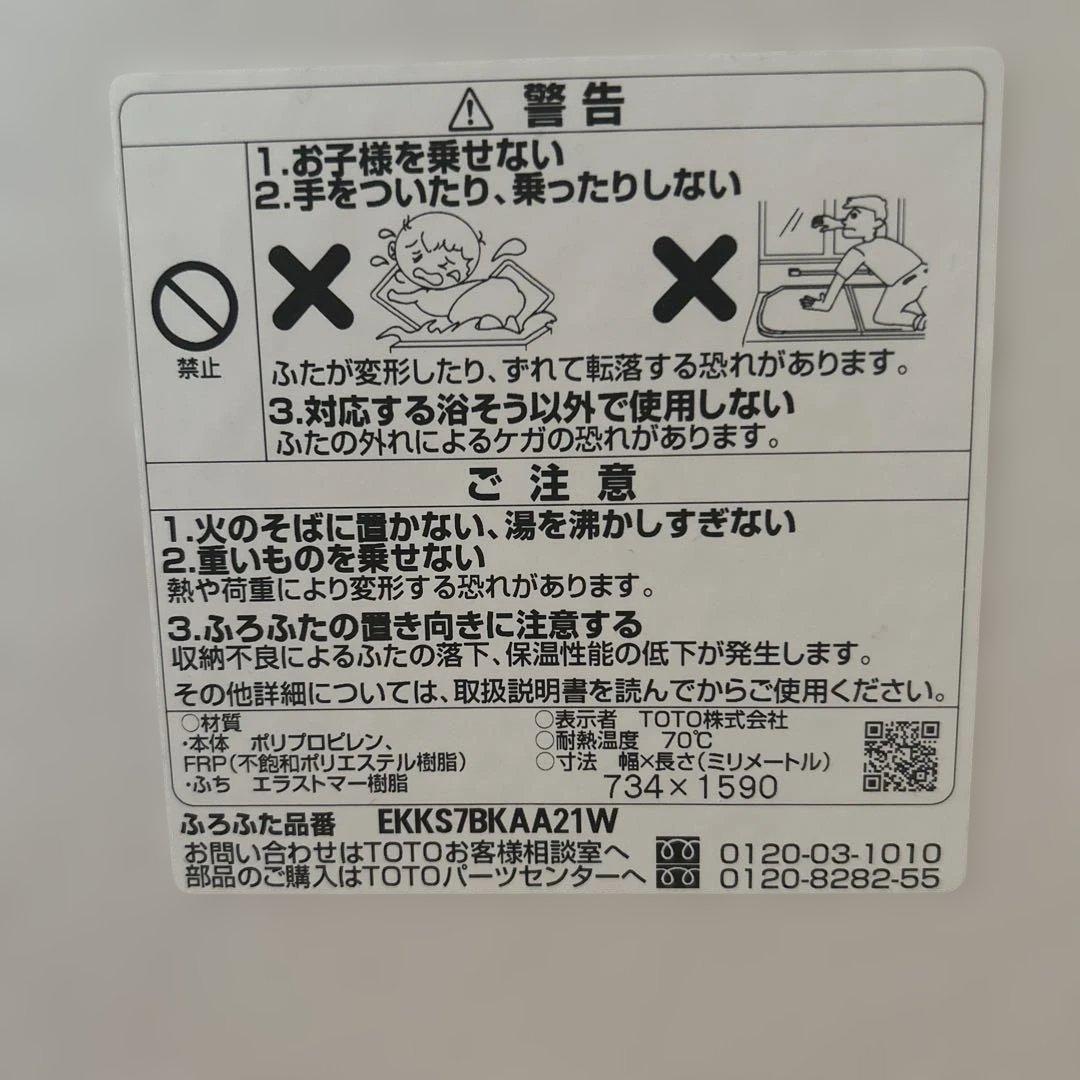 ⚠ 警告
1.お子様を乗せない
2.手をついたり、乗ったりしない
禁止
ふたが変形したり、ずれて転落する恐れがあります。
3.対応する浴そう以外で使用しない
ふたの外れによるケガの恐れがあります。
ご注意
1.火のそばに置かない、湯を沸かしすぎない
2.重いものを乗せない
熱や荷重により変形する恐れがあります。
3.ふろふたの置き向きに注意する
収納不良によるふたの落下、保温性能の低下が発生します。
その他詳細については、取扱説明書を読んでからご使用ください。
○材質
・本体 ポリプロピレン、
FRP(不飽和ポリエステル樹脂)
・ふち エラストマー樹脂
○表示者 TOTO株式会社
○耐熱温度 70℃
○寸法 幅×長さ(ミリメートル)
734×1590
ふろふた品番 EKKS7BKAA21W
お問い合わせはTOTOお客様相談室へ 0120-03-1010
部品のご購入はTOTOパーツセンターへ 0120-8282-55